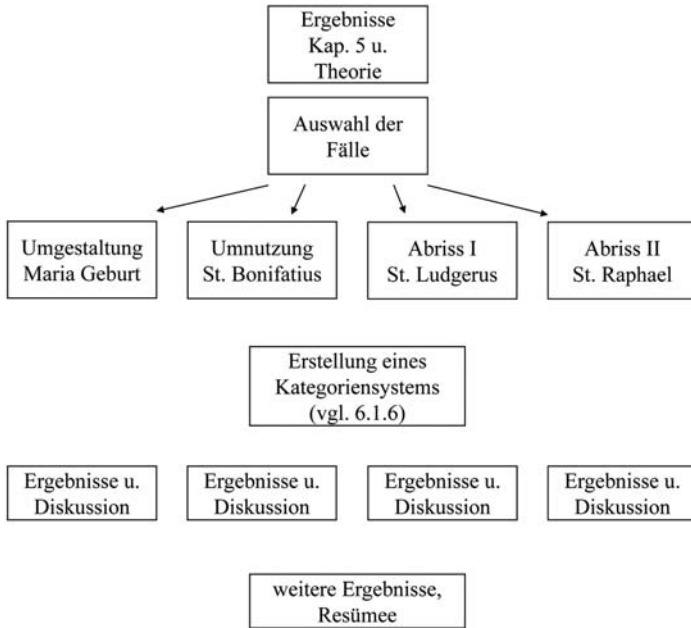 Ergebnisse
Kap. 5 u.
Theorie
Auswahl der
Fälle
Umgestaltung
Maria Geburt
Umnutzung
St. Bonifatius
Abriss I
St. Ludgerus
Abriss II
St. Raphael
Erstellung eines
Kategoriensystems
(vgl. 6.1.6)
Ergebnisse u.
Diskussion
Ergebnisse u.
Diskussion
Ergebnisse u.
Diskussion
Ergebnisse u.
Diskussion
weitere Ergebnisse,
Resümee